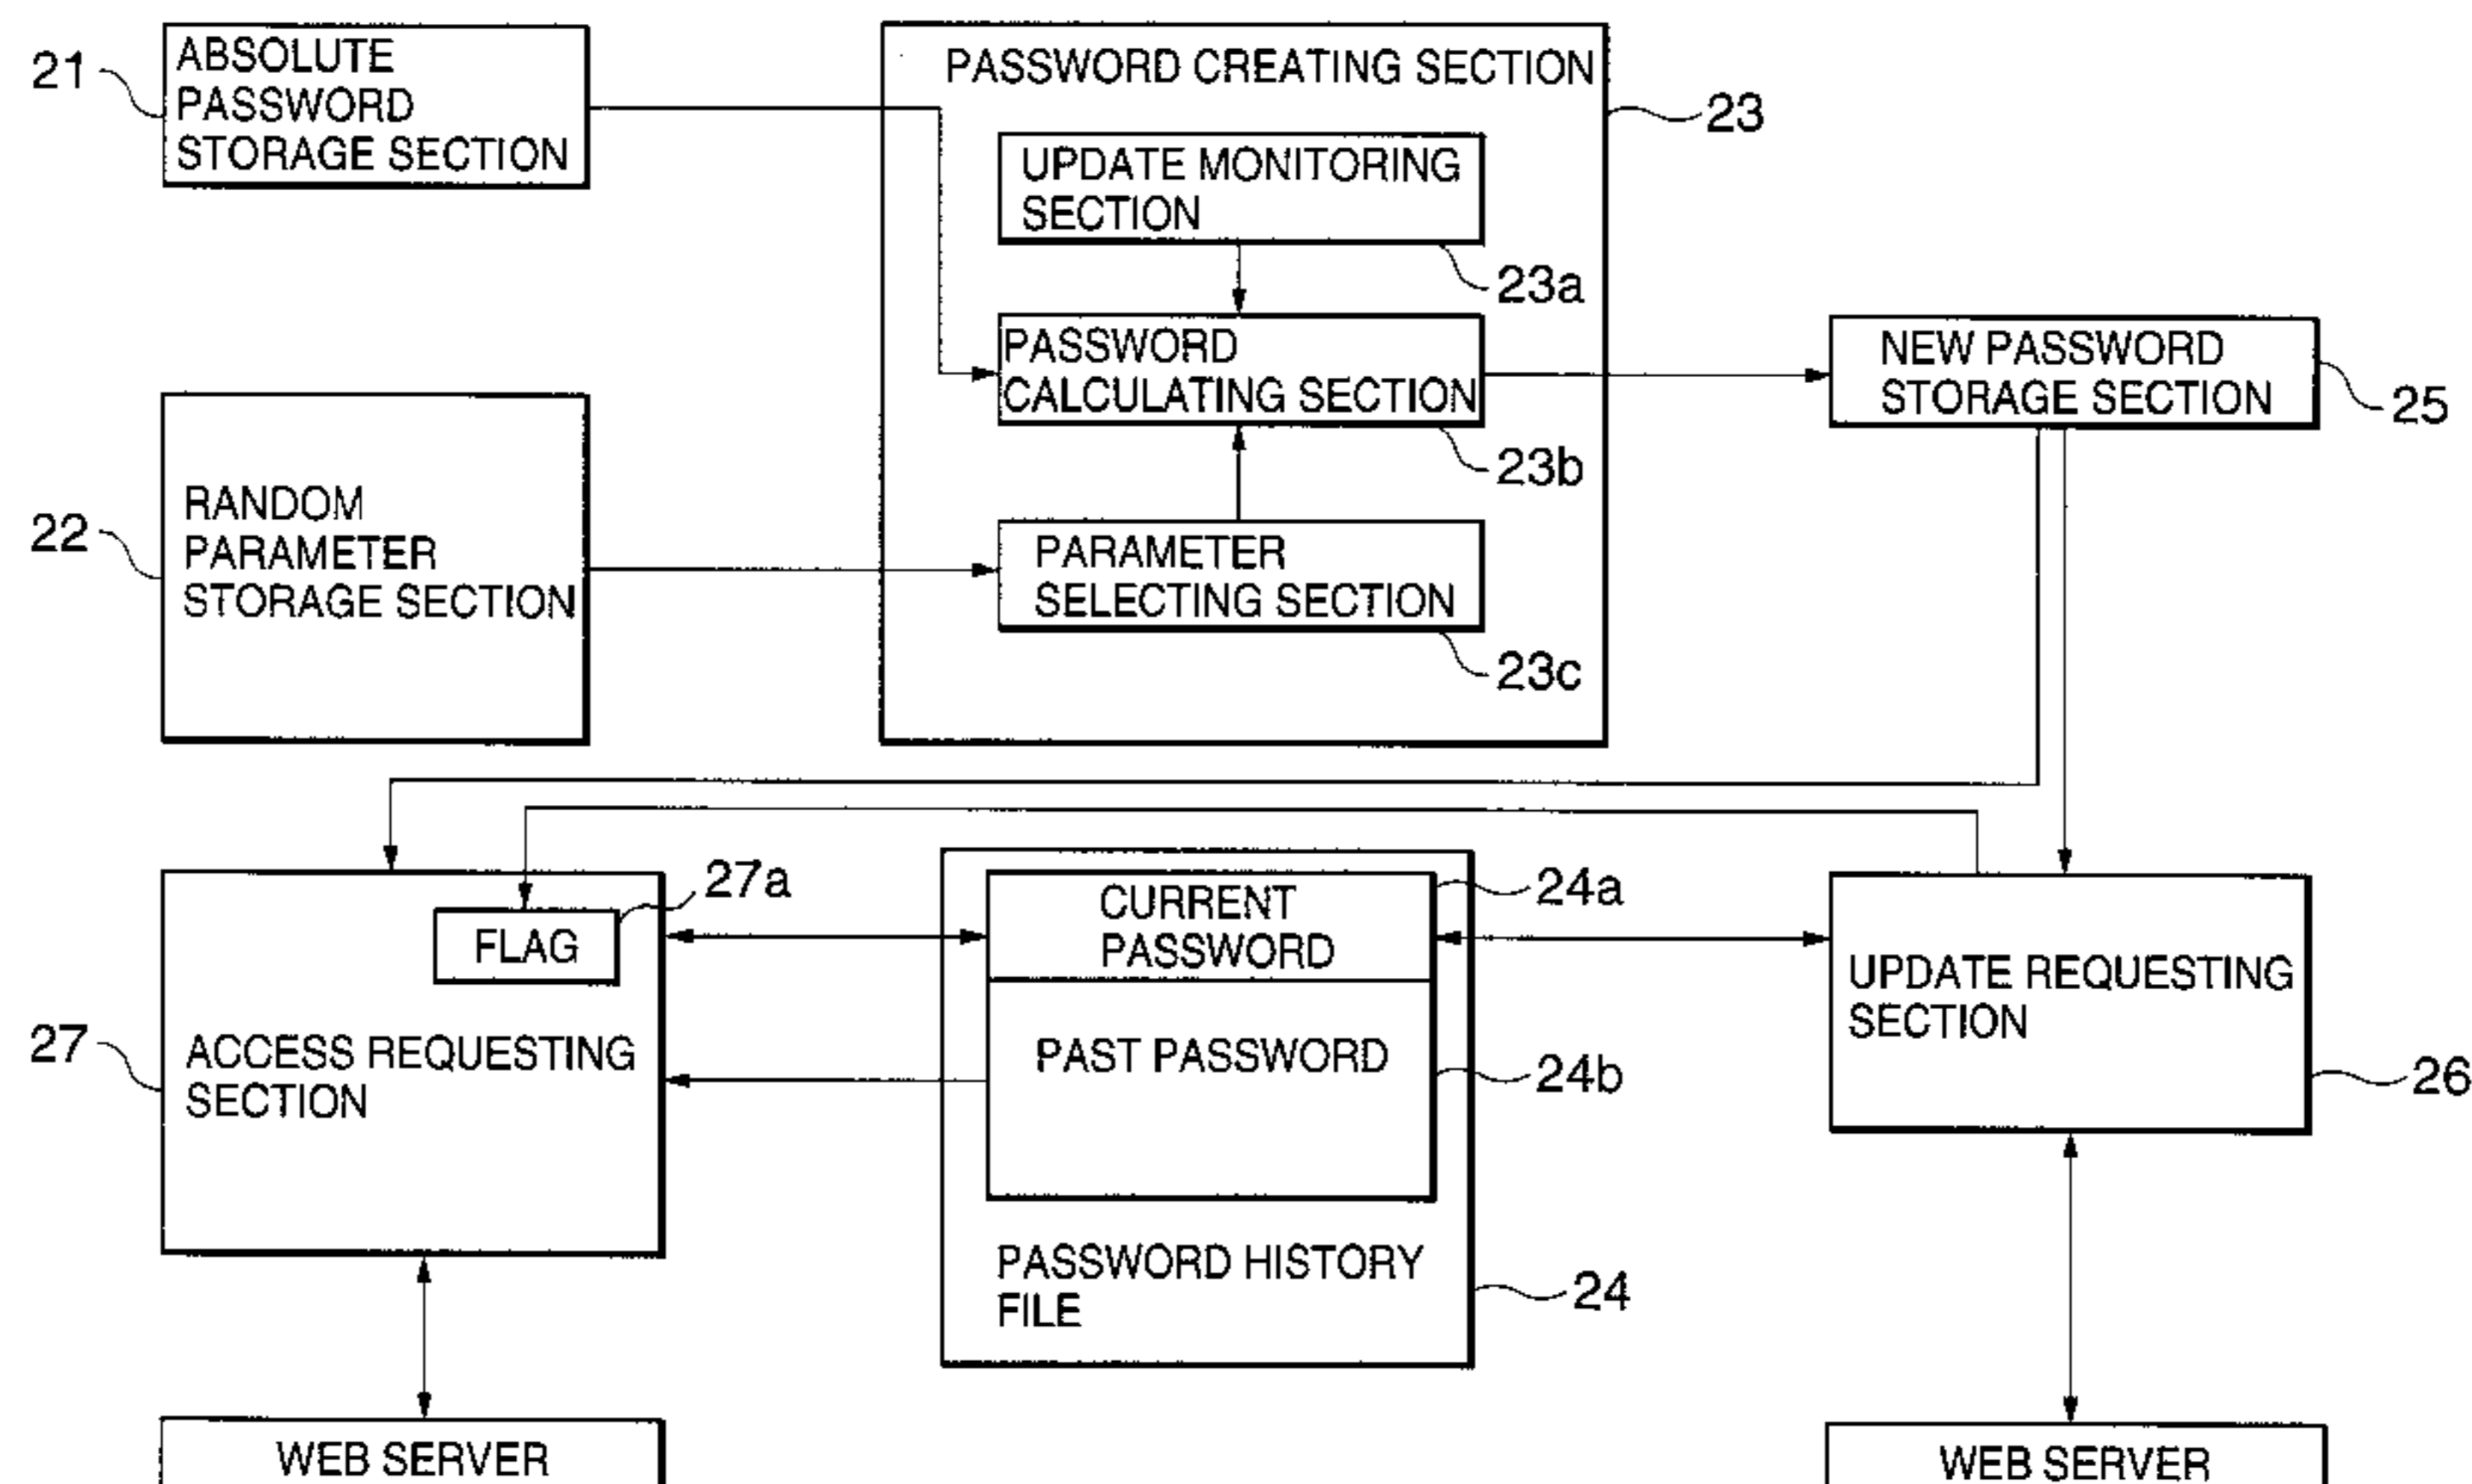 21
ABSOLUTE
PASSWORD
STORAGE SECTION
PASSWORD CREATING SECTION
23
UPDATE MONITORING
SECTION
23a
PASSWORD
CALCULATING SECTION
23b
NEW PASSWORD
STORAGE SECTION
25
22
RANDOM
PARAMETER
STORAGE SECTION
PARAMETER
SELECTING SECTION
23c
27a
FLAG
27
ACCESS REQUESTING
SECTION
CURRENT
PASSWORD
24a
PAST PASSWORD
24b
PASSWORD HISTORY
FILE
24
UPDATE REQUESTING
SECTION
26
WEB SERVER
WEB SERVER